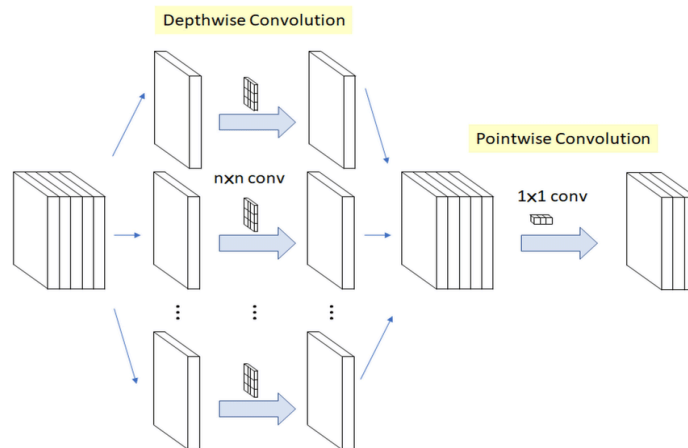 Depthwise Convolution
Pointwise Convolution
nxn conv
1x1 conv